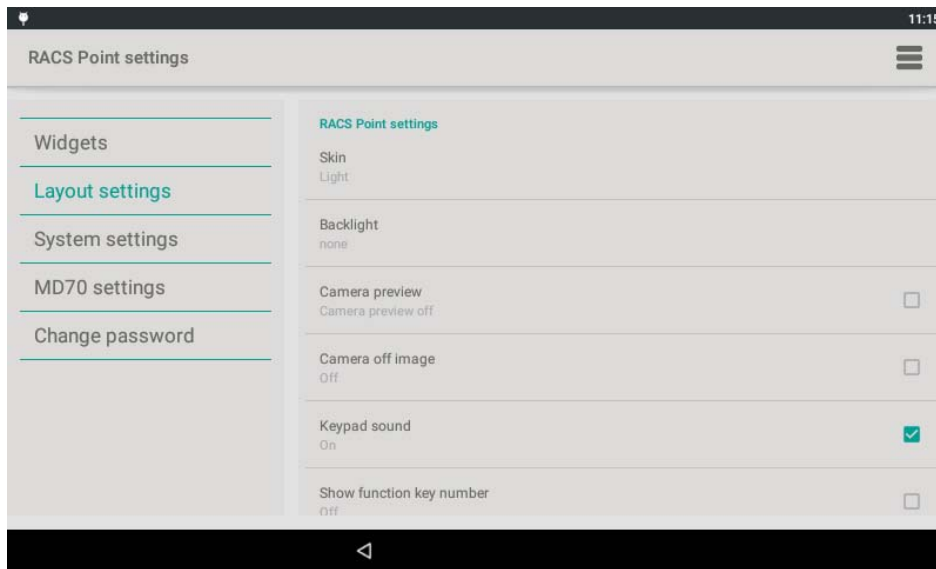 11:15
RACS Point settings
Widgets
Layout settings
System settings
MD70 settings
Change password
RACS Point settings
Skin
Light
Backlight
none
Camera preview
Camera preview off
Camera off image
Off
Keypad sound
On
Show function key number
Off